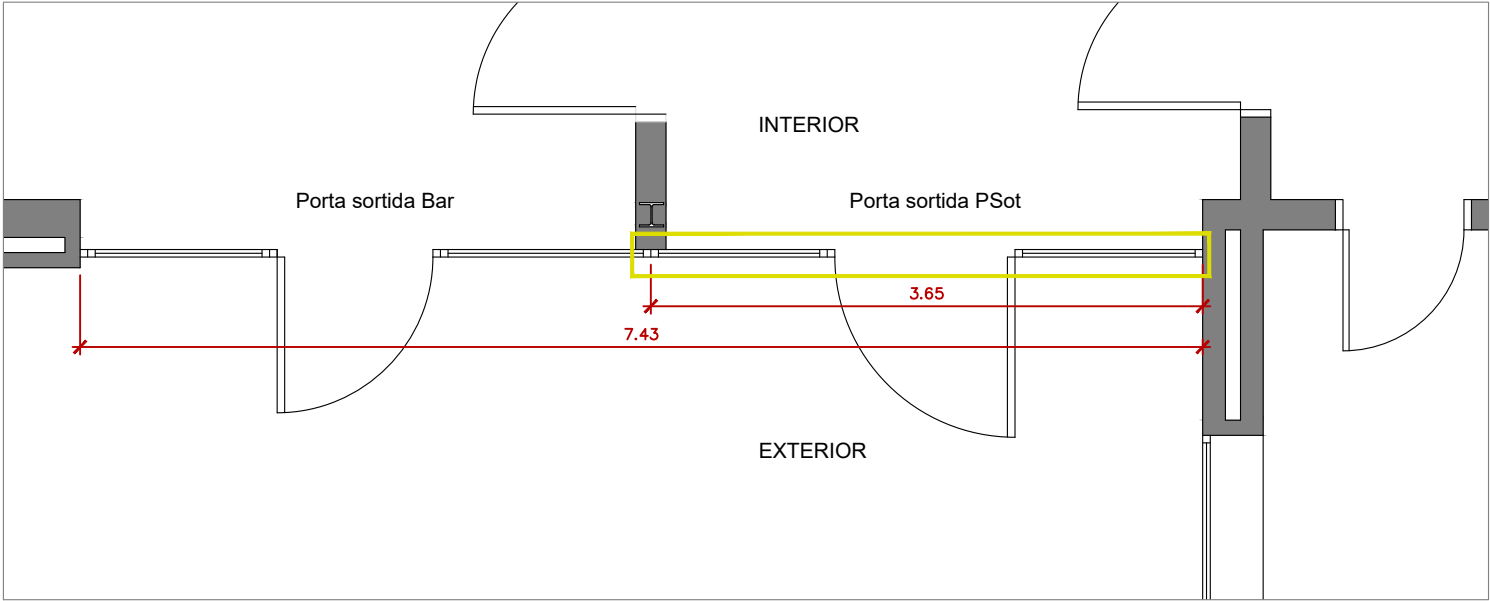 INTERIOR
Porta sortida Bar
Porta sortida PSot
3.65
7.43
EXTERIOR